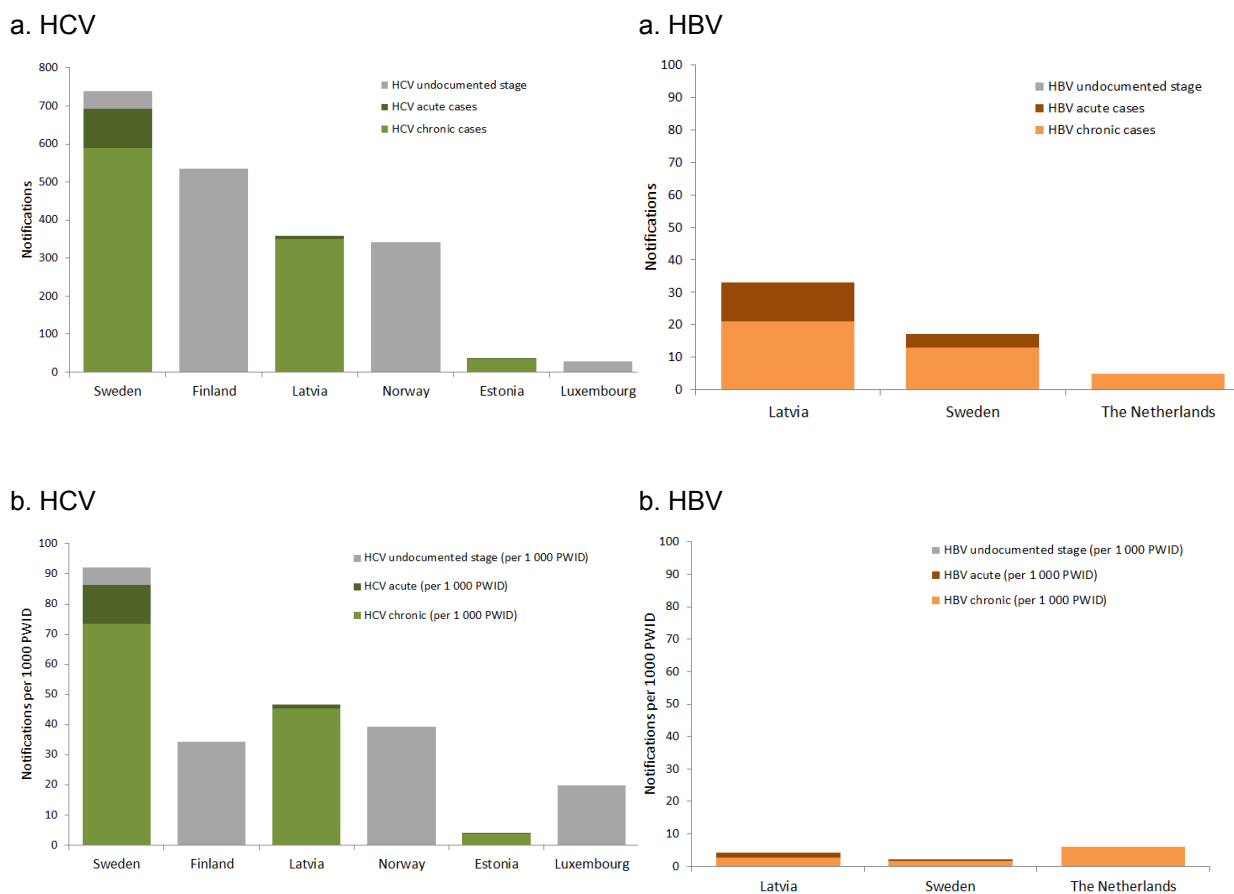 a. HCV
800
700
600
500
400
300
200
100
0
Notifications
HCV undocumented stage
HCV acute cases
HCV chronic cases
Sweden Finland Latvia Norway Estonia Luxembourg
a. HBV
100
90
80
70
60
50
40
30
20
10
0
Notifications
HBV undocumented stage
HBV acute cases
HBV chronic cases
Latvia Sweden The Netherlands
b. HCV
100
90
80
70
60
50
40
30
20
10
0
Notifications per 1000 PWID
HCV undocumented stage (per 1 000 PWID)
HCV acute (per 1 000 PWID)
HCV chronic (per 1 000 PWID)
Sweden Finland Latvia Norway Estonia Luxembourg
b. HBV
100
90
80
70
60
50
40
30
20
10
0
Notifications per 1000 PWID
HBV undocumented stage (per 1 000 PWID)
HBV acute (per 1 000 PWID)
HBV chronic (per 1 000 PWID)
Latvia Sweden The Netherlands